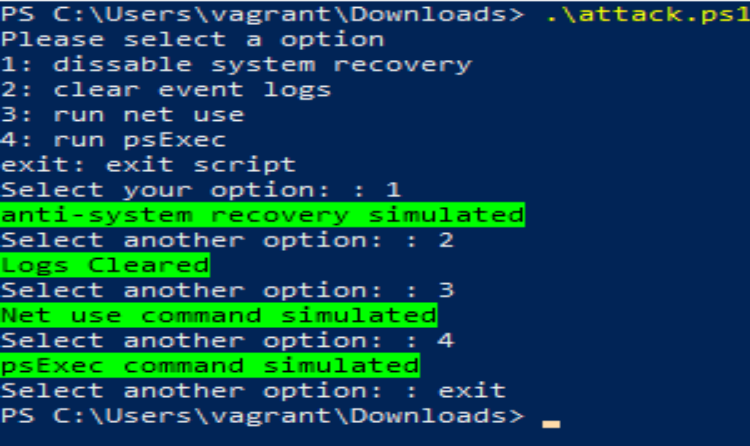 PS C:\Users\vagrant\Downloads> .\attack.ps1
Please select a option
1: dissable system recovery
2: clear event logs
3: run net use
4: run psExec
exit: exit script
Select your option: : 1
anti-system recovery simulated
Select another option: : 2
Logs Cleared
Select another option: : 3
Net use command simulated
Select another option: : 4
psExec command simulated
Select another option: : exit
PS C:\Users\vagrant\Downloads>